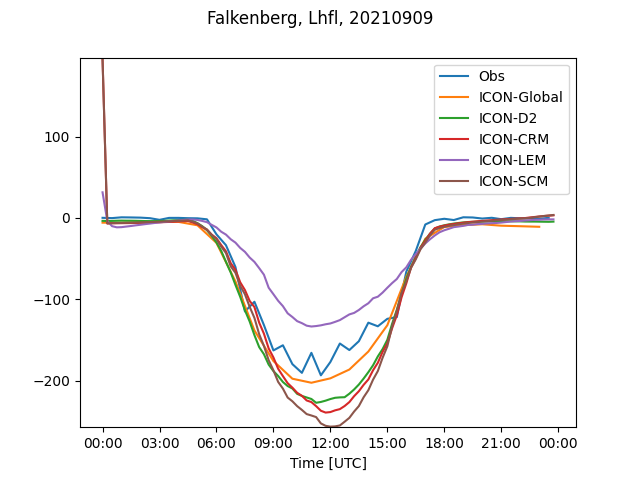 Falkenberg, Lhfl, 20210909
Obs
ICON-Global
ICON-D2
ICON-CRM
ICON-LEM
ICON-SCM
100
0
−100
−200
00:00 03:00 06:00 09:00 12:00 15:00 18:00 21:00 00:00
Time [UTC]